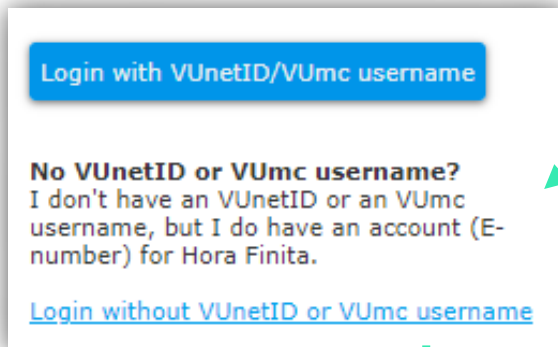 Login with VUnetID/VUmc username
No VUnetID or VUmc username?
I don't have an VUnetID or an VUmc
username, but I do have an account (E-
number) for Hora Finita.
Login without VUnetID or VUmc username